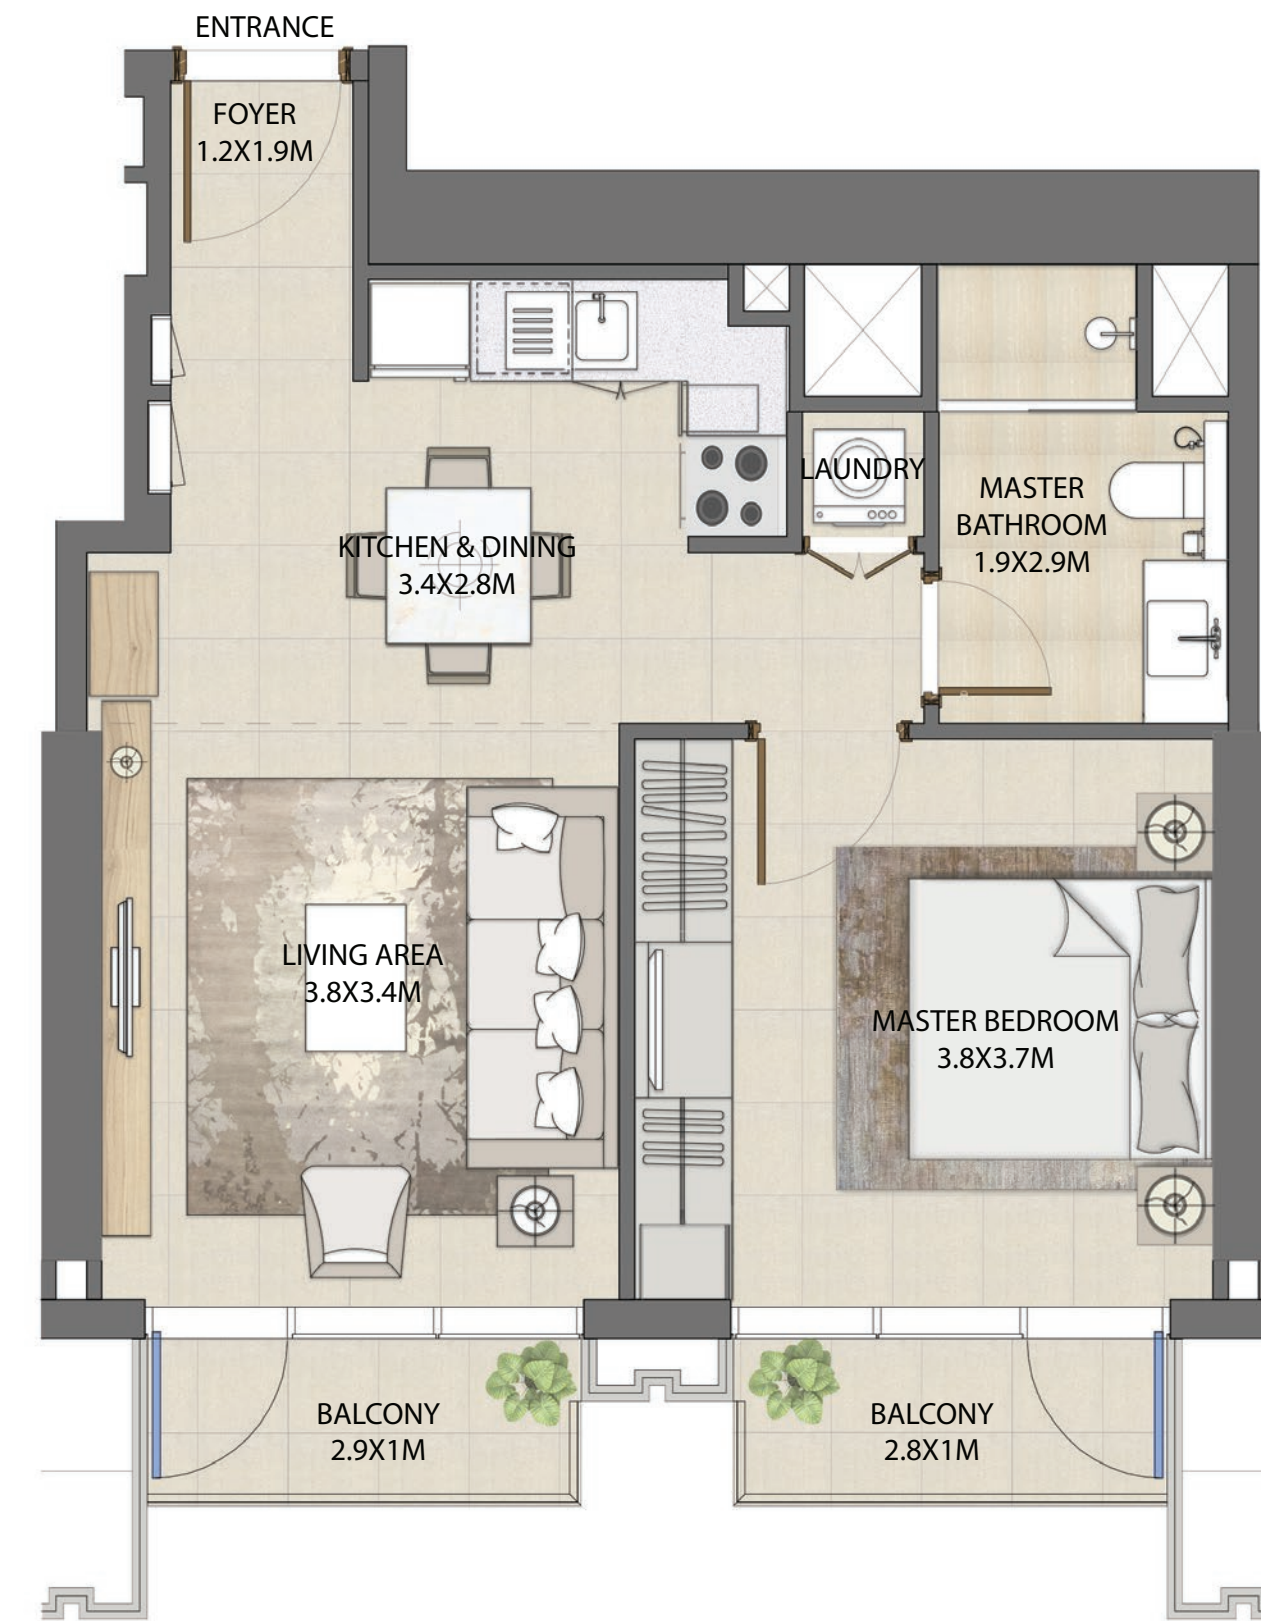 ENTRANCE
FOYER
1.2X1.9M
LAUNDRY
MASTER
BATHROOM
1.9X2.9M
KITCHEN & DINING
3.4X2.8M
LIVING AREA
3.8X3.4M
MASTER BEDROOM
3.8X3.7M
BALCONY
2.9X1M
BALCONY
2.8X1M